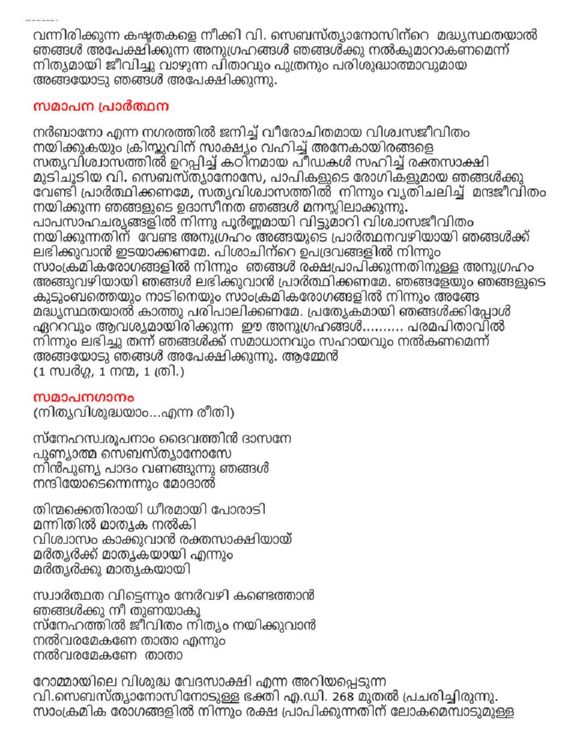 വന്നിരിക്കുന്ന കഷ്ടതകളെ നീക്കി വി. സെബസ്ത്യാനോസിന്റെ മദ്ധ്യസ്ഥതയാൽ
ഞങ്ങൾ അപേക്ഷിക്കുന്ന അനുഗ്രഹങ്ങൾ ഞങ്ങൾക്കു നൽകുമാറാകണമെന്ന്
നിത്യമായി ജീവിച്ചു വാഴുന്ന പിതാവും പുത്രനും പരിശുദ്ധാത്മാവുമായ
അങ്ങയോടു ഞങ്ങൾ അപേക്ഷിക്കുന്നു.
സമാപന പ്രാർത്ഥന
നർബാനോ എന്ന നഗരത്തിൽ ജനിച്ച് വീരോചിതമായ വിശ്വസജീവിതം
നയിക്കുകയും ക്രിസ്തുവിന് സാക്ഷ്യം വഹിച്ച് അനേകായിരങ്ങളെ
സത്യവിശ്വാസത്തിൽ ഉറപ്പിച്ച് കഠിനമായ പീഡകൾ സഹിച്ച് രക്തസാക്ഷി
മുടിചൂടിയ വി. സെബസ്ത്യാനോസേ, പാപികളുടെ രോഗികളുമായ ഞങ്ങൾക്കു
വേണ്ടി പ്രാർത്ഥിക്കണമേ, സത്യവിശ്വാസത്തിൽ നിന്നും വ്യതിചലിച്ച് മന്ദജീവിതം
നയിക്കുന്ന ഞങ്ങളുടെ ഉദാസീനത ഞങ്ങൾ മനസ്സിലാക്കുന്നു.
പാപസാഹചര്യങ്ങളിൽ നിന്നു പൂർണ്ണമായി വിട്ടുമാറി വിശ്വാസജീവിതം
നയിക്കുന്നതിന് വേണ്ട അനുഗ്രഹം അങ്ങയുടെ പ്രാർത്ഥനവഴിയായി ഞങ്ങൾക്ക്
ലഭിക്കുവാൻ ഇടയാക്കണമേ. പിശാചിന്റെ ഉപദ്രവങ്ങളിൽ നിന്നും
സാംക്രമികരോഗങ്ങളിൽ നിന്നും ഞങ്ങൾ രക്ഷപ്രാപിക്കുന്നതിനുള്ള അനുഗ്രഹം
അങ്ങുവഴിയായി ഞങ്ങൾ ലഭിക്കുവാൻ പ്രാർത്ഥിക്കണമേ. ഞങ്ങളേയും ഞങ്ങളുടെ
കുടുംബത്തെയും നാടിനെയും സാംക്രമികരോഗങ്ങളിൽ നിന്നും അങ്ങേ
മദ്ധ്യസ്ഥതയാൽ കാത്തു പരിപാലിക്കണമേ. പ്രത്യേകമായി ഞങ്ങൾക്കിപ്പോൾ
ഏററവും ആവശ്യമായിരിക്കുന്ന ഈ അനുഗ്രഹങ്ങൾ.......... പരമപിതാവിൽ
നിന്നും ലഭിച്ചു തന്ന് ഞങ്ങൾക്ക് സമാധാനവും സഹായവും നൽകണമെന്ന്
അങ്ങയോടു ഞങ്ങൾ അപേക്ഷിക്കുന്നു. ആമ്മേൻ
(1 സ്വർഗ്ഗ, 1 നന്മ, 1 ത്രി.)
സമാപനഗാനം
(നിത്യവിശുദ്ധയാം...എന്ന രീതി)
സ്നേഹസ്വരൂപനാം ദൈവത്തിൻ ദാസനേ
പുണ്യാത്മ സെബസ്ത്യാനോസേ
നിൻപുണ്യ പാദം വണങ്ങുന്നു ഞങ്ങൾ
നന്ദിയോടെന്നെന്നും മോദാൽ
തിന്മക്കെതിരായി ധീരമായി പോരാടി
മന്നിതിൽ മാതൃക നൽകി
വിശ്വാസം കാക്കുവാൻ രക്തസാക്ഷിയായ്
മർത്യർക്ക് മാതൃകയായി എന്നും
മർത്യർക്കു മാതൃകയായി
സ്വാർത്ഥത വിട്ടെന്നും നേർവഴി കണ്ടെത്താൻ
ഞങ്ങൾക്കു നീ തുണയാകൂ
സ്നേഹത്തിൽ ജീവിതം നിത്യം നയിക്കുവാൻ
നൽവരമേകണേ താതാ എന്നും
നൽവരമേകണേ താതാ
റോമ്മായിലെ വിശുദ്ധ വേദസാക്ഷി എന്ന അറിയപ്പെടുന്ന
വി.സെബസ്ത്യാനോസിനോടുള്ള ഭക്തി എ.ഡി. 268 മുതൽ പ്രചരിച്ചിരുന്നു.
സാംക്രമിക രോഗങ്ങളിൽ നിന്നും രക്ഷ പ്രാപിക്കുന്നതിന് ലോകമെമ്പാടുമുള്ള